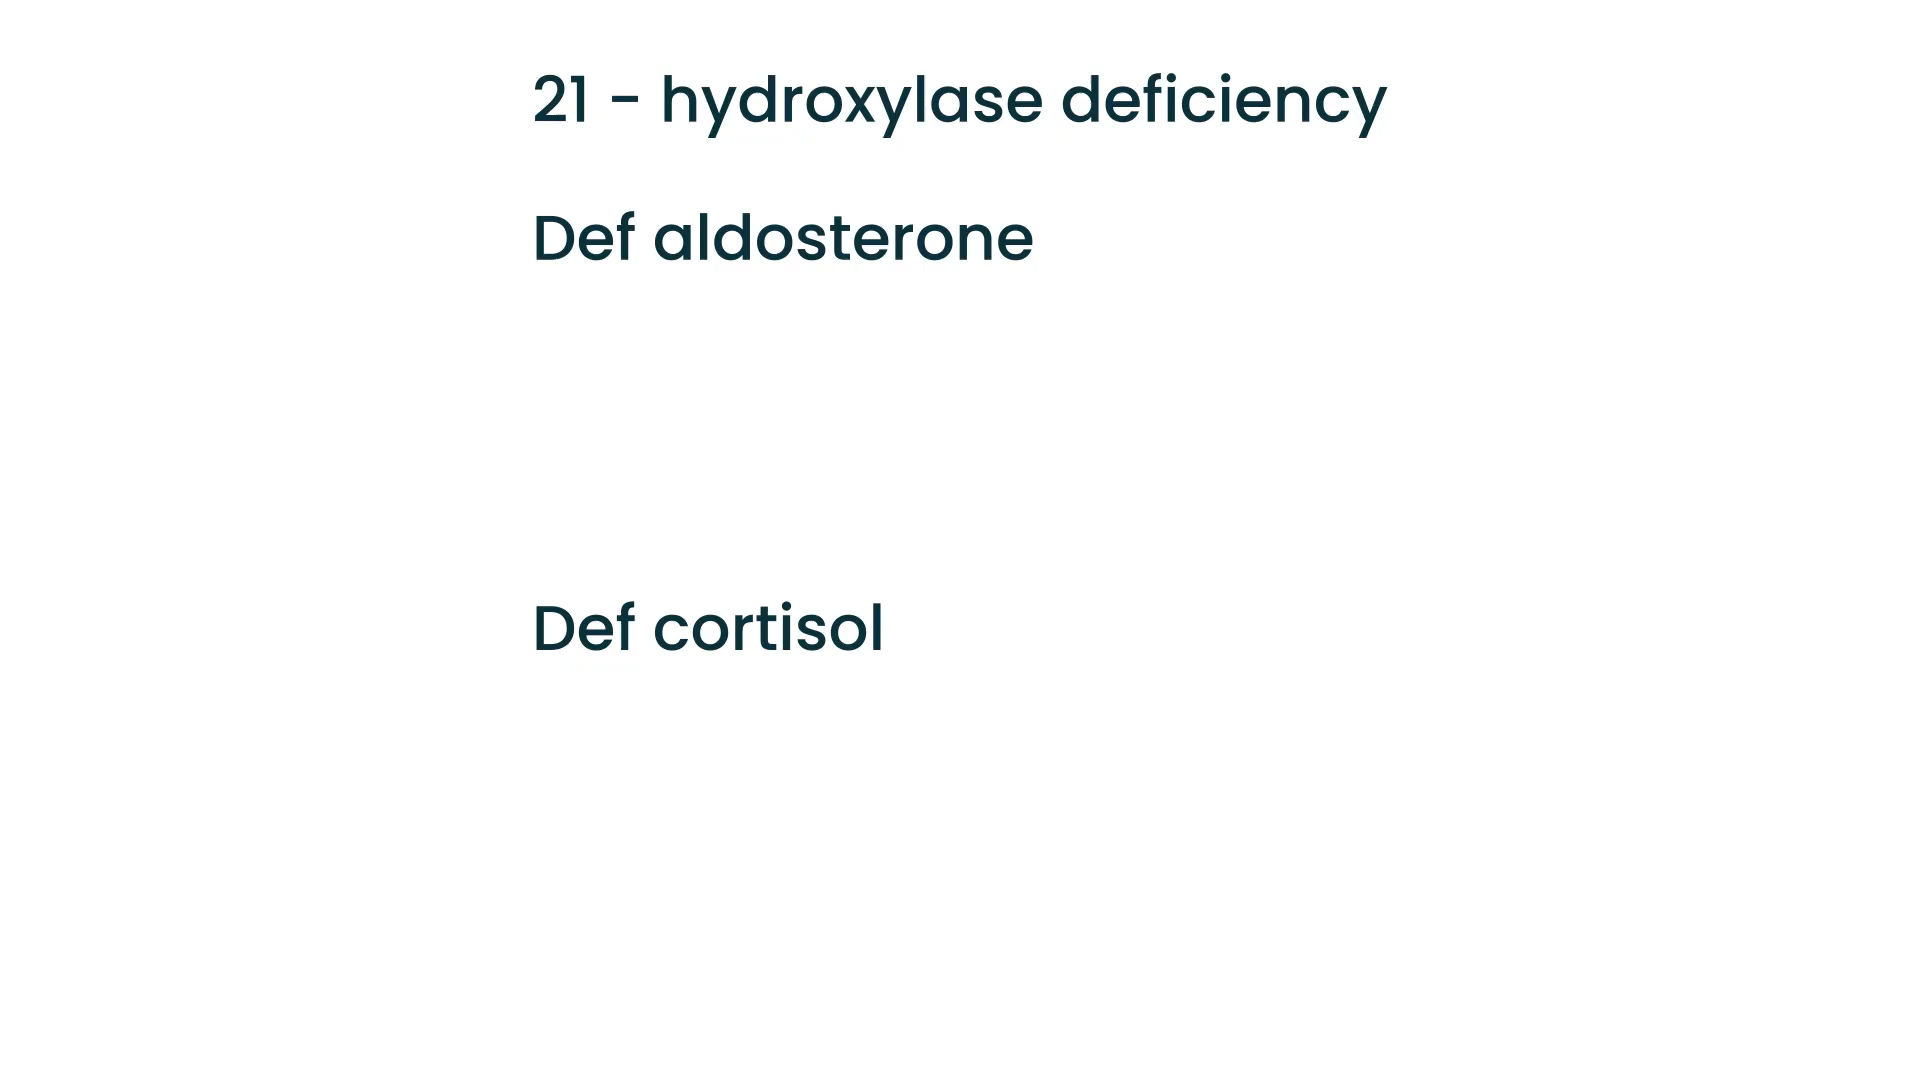 21 - hydroxylase deficiency
Def aldosterone
Def cortisol